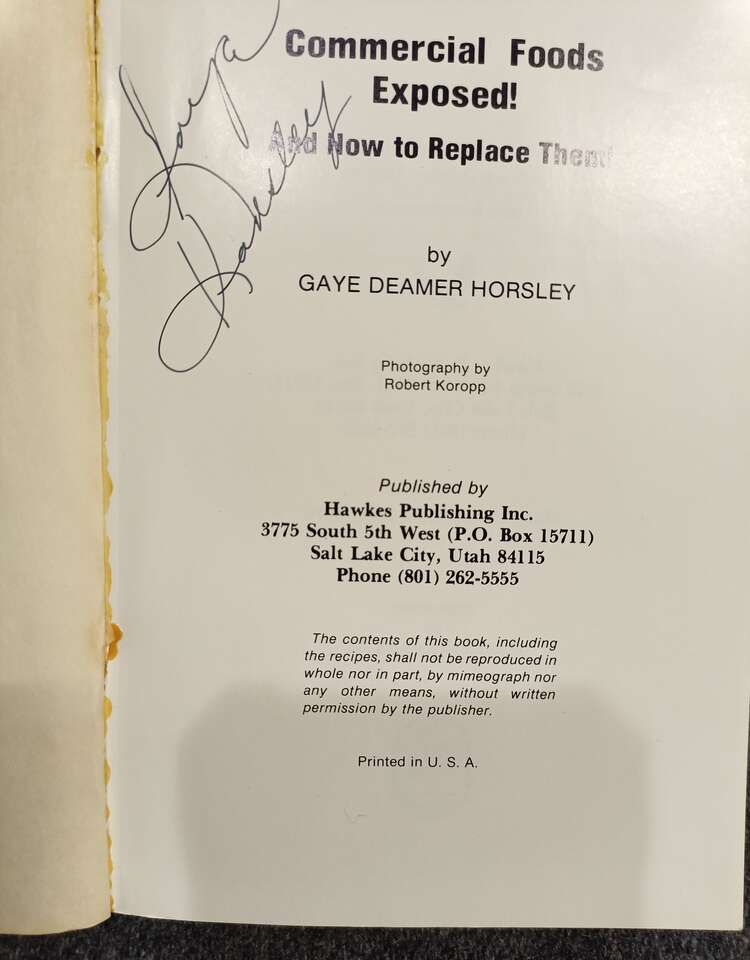 Commercial Foods
Exposed!
And How to Replace Them!
Gaye
Horsley
by
GAYE DEAMER HORSLEY
Photography by
Robert Koropp
Published by
Hawkes Publishing Inc.
3775 South 5th West (P.O. Box 15711)
Salt Lake City, Utah 84115
Phone (801) 262-5555
The contents of this book, including
the recipes, shall not be reproduced in
whole nor in part, by mimeograph nor
any other means, without written
permission by the publisher.
Printed in U. S. A.